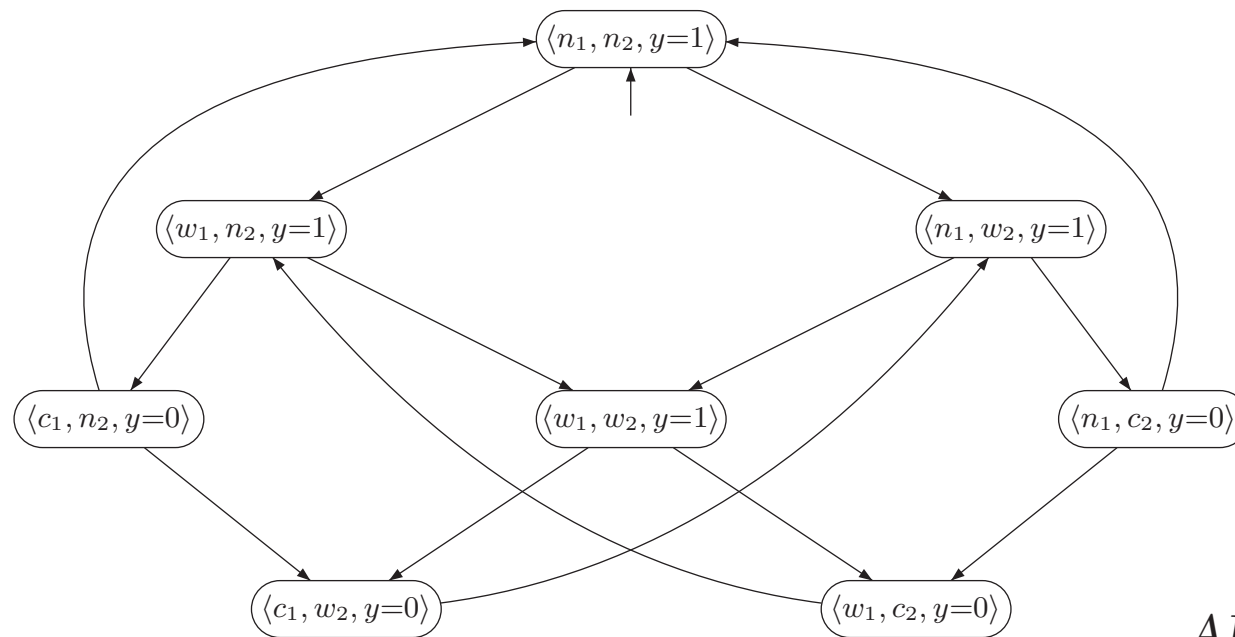 ⟨n₁, n₂, y=1⟩
⟨w₁, n₂, y=1⟩
⟨n₁, w₂, y=1⟩
⟨c₁, n₂, y=0⟩
⟨w₁, w₂, y=1⟩
⟨n₁, c₂, y=0⟩
⟨c₁, w₂, y=0⟩
⟨w₁, c₂, y=0⟩